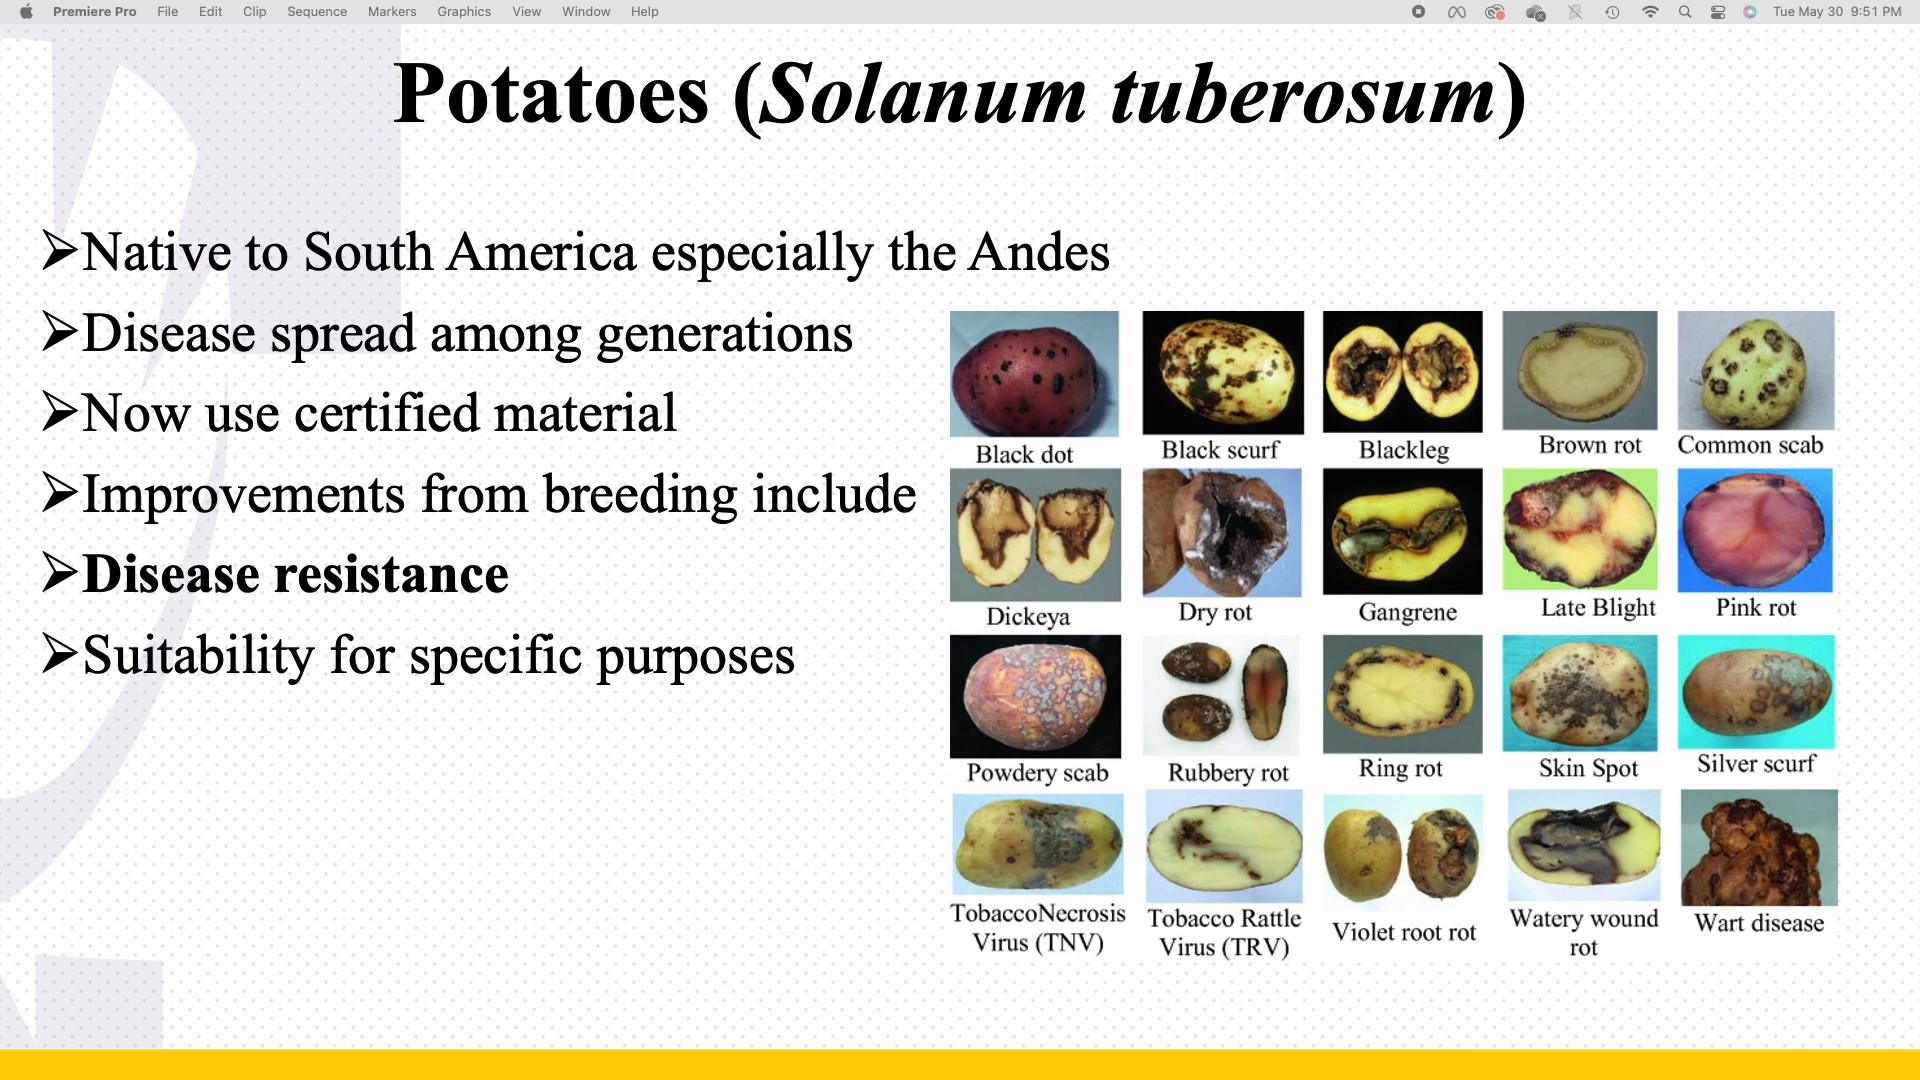 Premiere Pro File Edit Clip Sequence Markers Graphics View Window Help Tue May 30 9:51 PM
Potatoes (Solanum tuberosum)
➢Native to South America especially the Andes
➢Disease spread among generations
➢Now use certified material
➢Improvements from breeding include
➢Disease resistance
➢Suitability for specific purposes
Black dot Black scurf Blackleg Brown rot Common scab
Dickeya Dry rot Gangrene Late Blight Pink rot
Powdery scab Rubbery rot Ring rot Skin Spot Silver scurf
TobaccoNecrosis Tobacco Rattle Violet root rot Watery wound Wart disease
Virus (TNV) Virus (TRV) rot